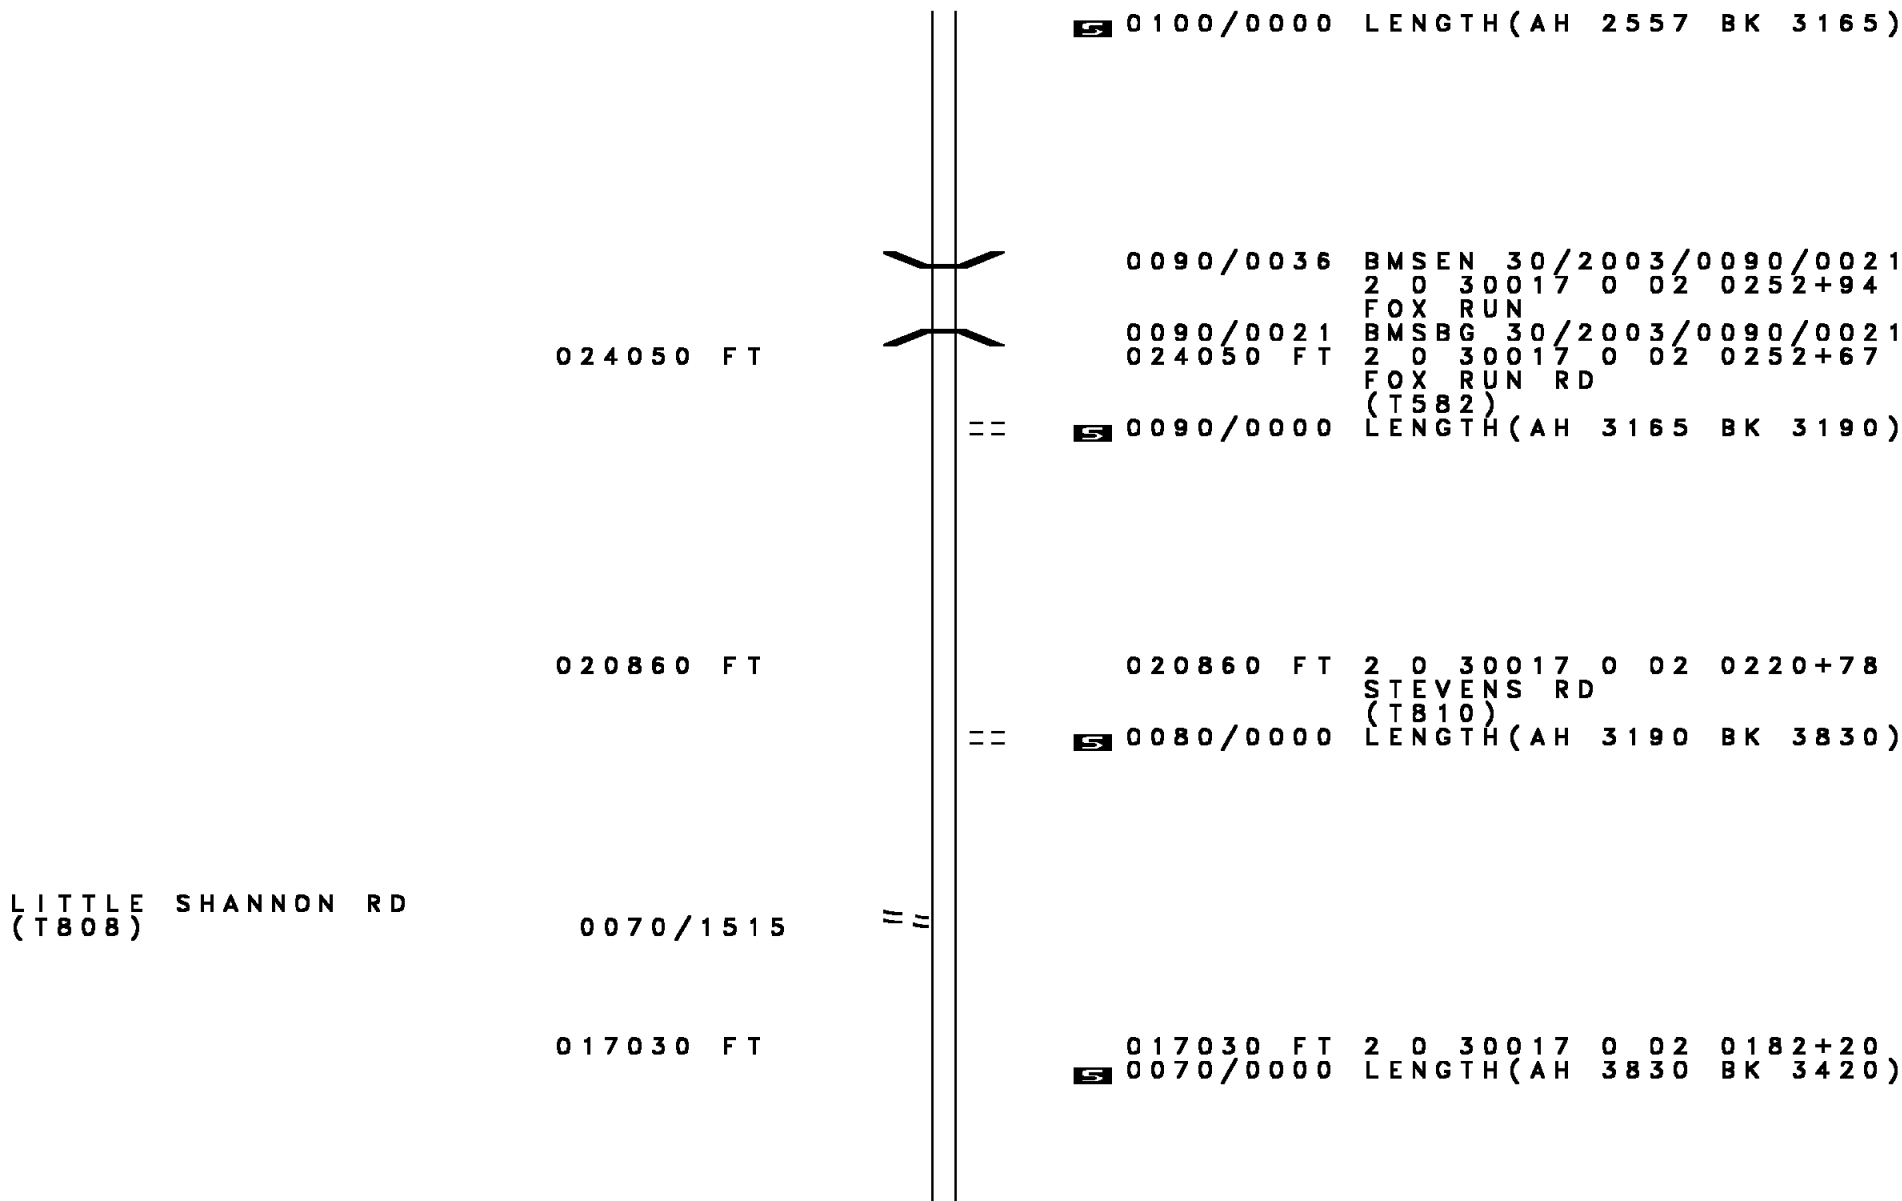 S 0100/0000 LENGTH(AH 2557 BK 3165)
0090/0036 BMSEN 30/2003/0090/0021
2 0 30017 0 02 0252+94
FOX RUN
0090/0021 BMSBG 30/2003/0090/0021
024050 FT 024050 FT 2 0 30017 0 02 0252+67
FOX RUN RD
(T582)
S 0090/0000 LENGTH(AH 3165 BK 3190)
020860 FT 020860 FT 2 0 30017 0 02 0220+78
STEVENS RD
(T810)
S 0080/0000 LENGTH(AH 3190 BK 3830)
LITTLE SHANNON RD
(T808) 0070/1515
017030 FT 017030 FT 2 0 30017 0 02 0182+20
S 0070/0000 LENGTH(AH 3830 BK 3420)